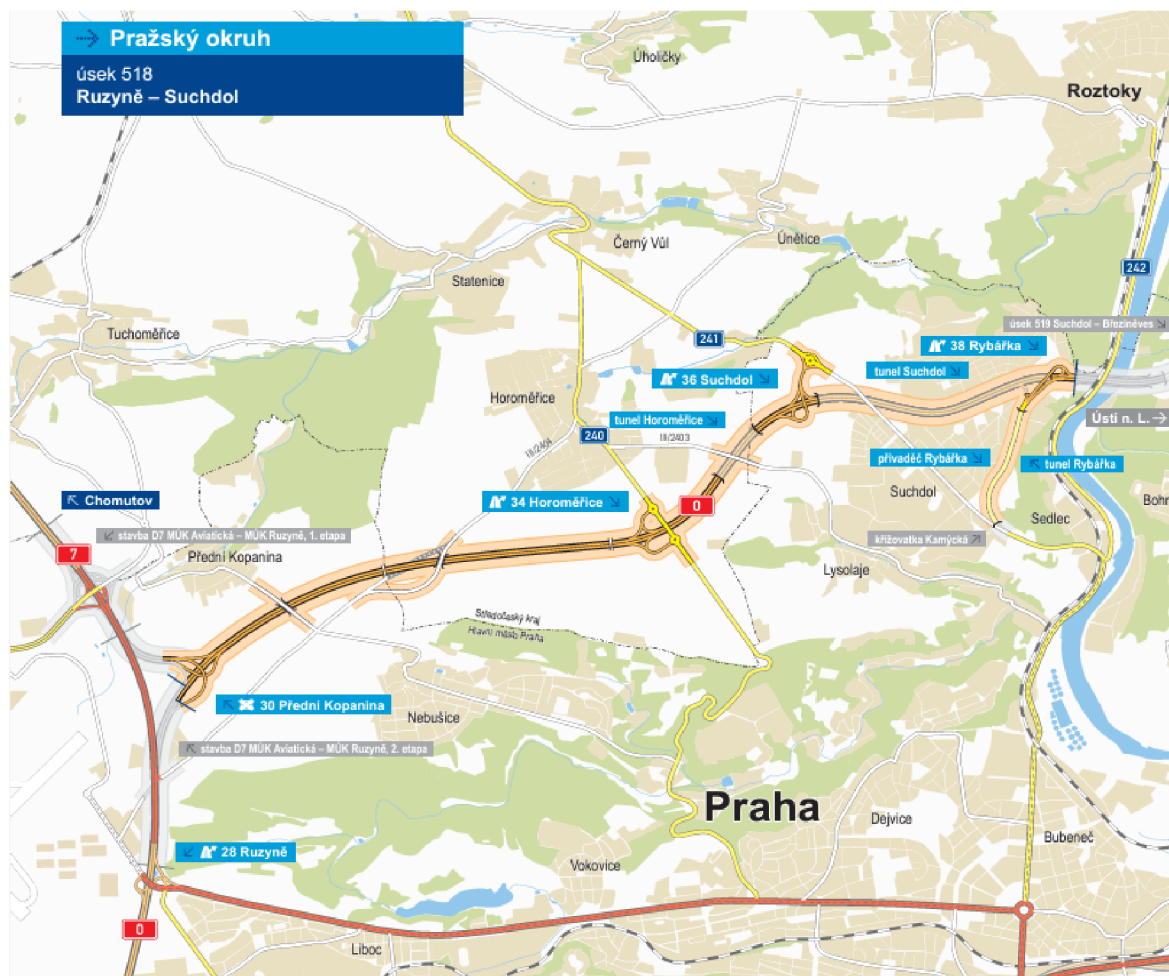 Pražský okruh
úsek 518
Ruzyně – Suchdol
Úholičky
Roztoky
Černý Vůl
Únětice
Statenice
242
úsek 519 Suchdol – Březiněves
Tuchoměřice
241
38 Rybářka
tunel Suchdol
36 Suchdol
Horoměřice
tunel Horoměřice
Ústí n. L.
240
III/2404
III/2403
přivaděč Rybářka
tunel Rybářka
Suchdol
Chomutov
34 Horoměřice
0
Boh
Sedlec
stavba D7 MÚK Aviatická – MÚK Ruzyně, 1. etapa
7
Přední Kopanina
křižovatka Kamýcká
Lysolaje
Středočeský kraj
Hlavní město Praha
30 Přední Kopanina
Nebušice
stavba D7 MÚK Aviatická – MÚK Ruzyně, 2. etapa
Praha
Dejvice
Bubeneč
28 Ruzyně
Vokovice
0
Liboc